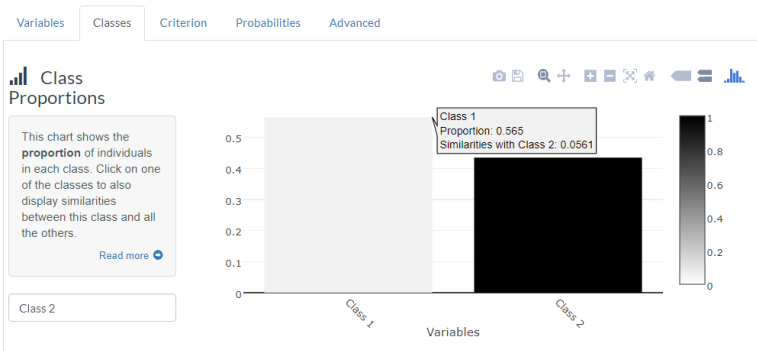 Variables
Classes
Criterion
Probabilities
Advanced
Class
Proportions
This chart shows the
proportion of individuals
in each class. Click on one
of the classes to also
display similarities
between this class and all
the others.
Read more
Class 2
Class 1
Proportion: 0.565
Similarities with Class 2: 0.0561
0.5
0.4
0.3
0.2
0.1
0
Class 1
Class 2
Variables
1
0.8
0.6
0.4
0.2
0